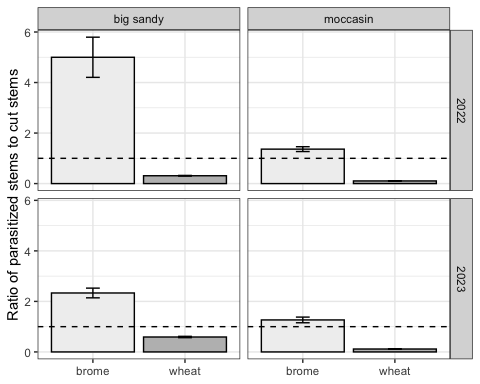 big sandy
moccasin
Ratio of parasitized stems to cut stems
6
4
2
0
2022
6
4
2
0
2023
brome
wheat
brome
wheat